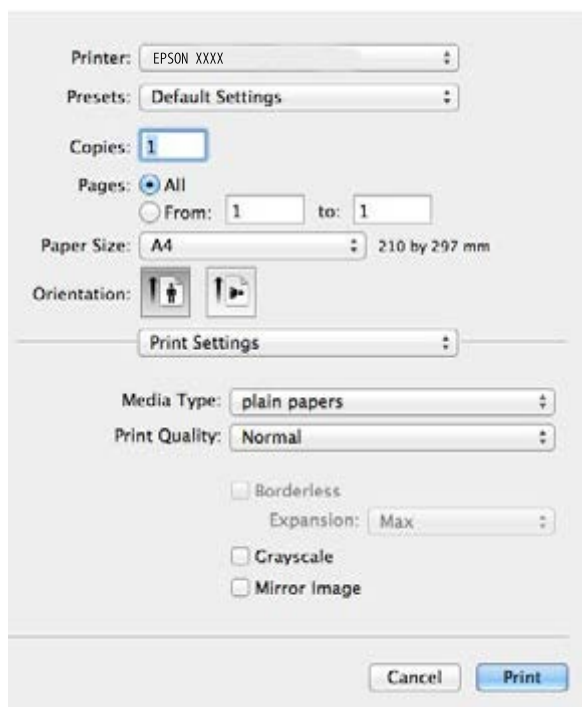 Printer: EPSON XXXX
Presets: Default Settings
Copies: 1
Pages: All
From: 1 to: 1
Paper Size: A4 210 by 297 mm
Orientation:
Print Settings
Media Type: plain papers
Print Quality: Normal
Borderless
Expansion: Max
Grayscale
Mirror Image
Cancel Print